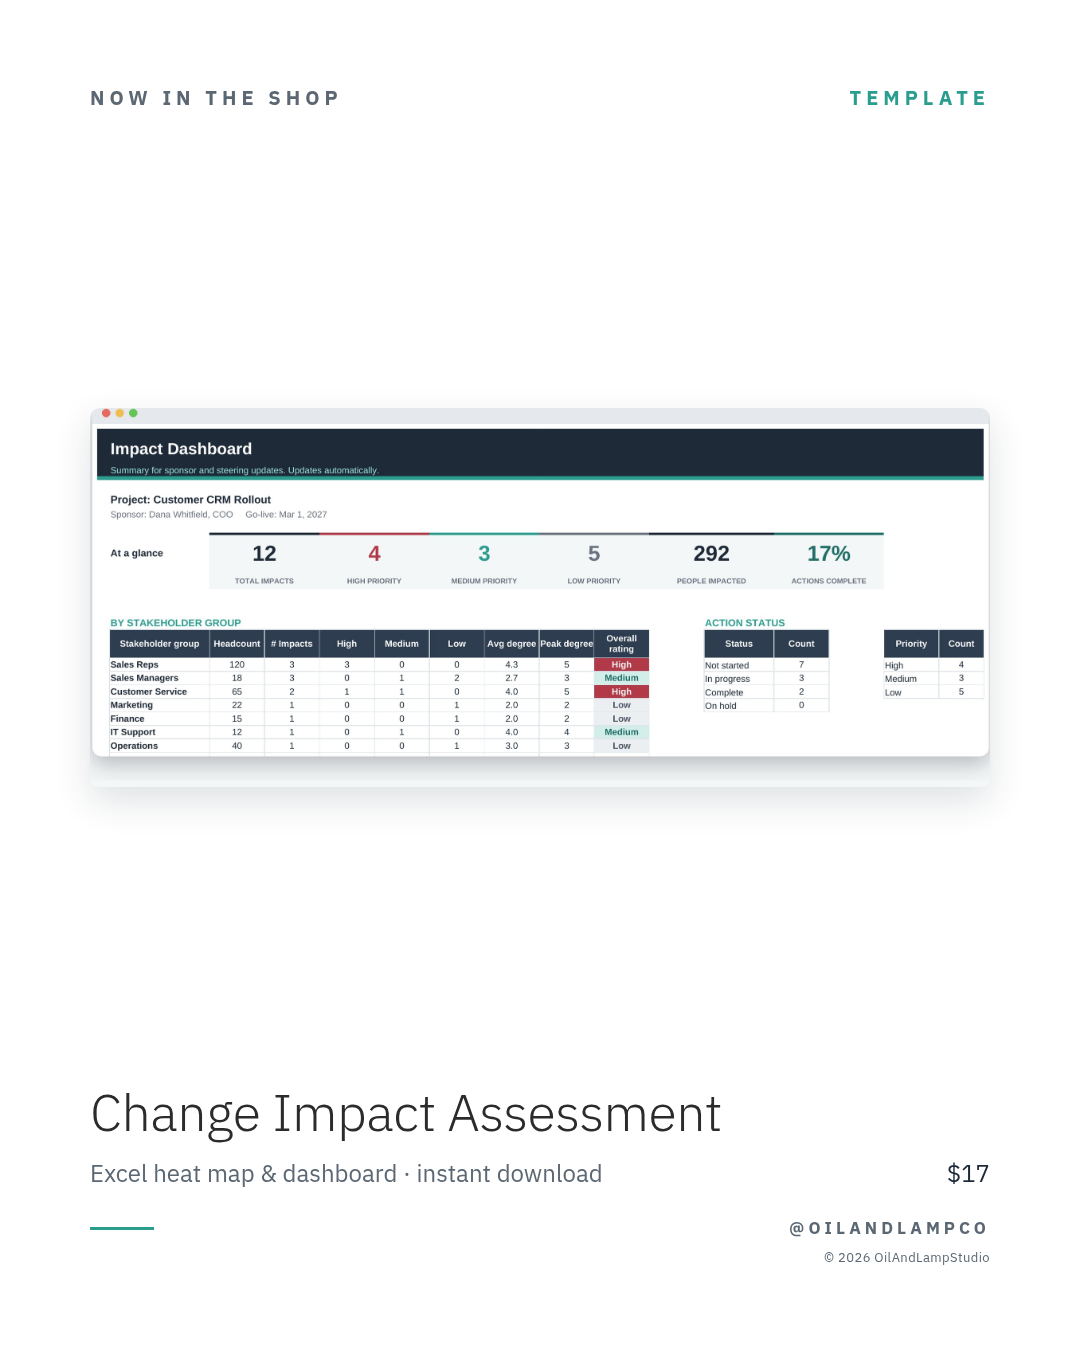 NOW IN THE SHOP
TEMPLATE
Impact Dashboard
Summary for sponsor and steering updates. Updates automatically.
Project: Customer CRM Rollout
Sponsor: Dana Whitfield, COO Go-live: Mar 1, 2027
At a glance
12 4 3 5 292 17%
TOTAL IMPACTS HIGH PRIORITY MEDIUM PRIORITY LOW PRIORITY PEOPLE IMPACTED ACTIONS COMPLETE
BY STAKEHOLDER GROUP
Stakeholder group Headcount # Impacts High Medium Low Avg degree Peak degree Overall rating
Sales Reps 120 3 3 0 0 4.3 5 High
Sales Managers 18 3 0 1 2 2.7 3 Medium
Customer Service 65 2 1 1 0 4.0 5 High
Marketing 22 1 0 0 1 2.0 2 Low
Finance 15 1 0 0 1 2.0 2 Low
IT Support 12 1 0 1 0 4.0 4 Medium
Operations 40 1 0 0 1 3.0 3 Low
ACTION STATUS
Status Count
Not started 7
In progress 3
Complete 2
On hold 0
Priority Count
High 4
Medium 3
Low 5
Change Impact Assessment
Excel heat map & dashboard · instant download
$17
@OILANDLAMPCO
© 2026 OilAndLampStudio